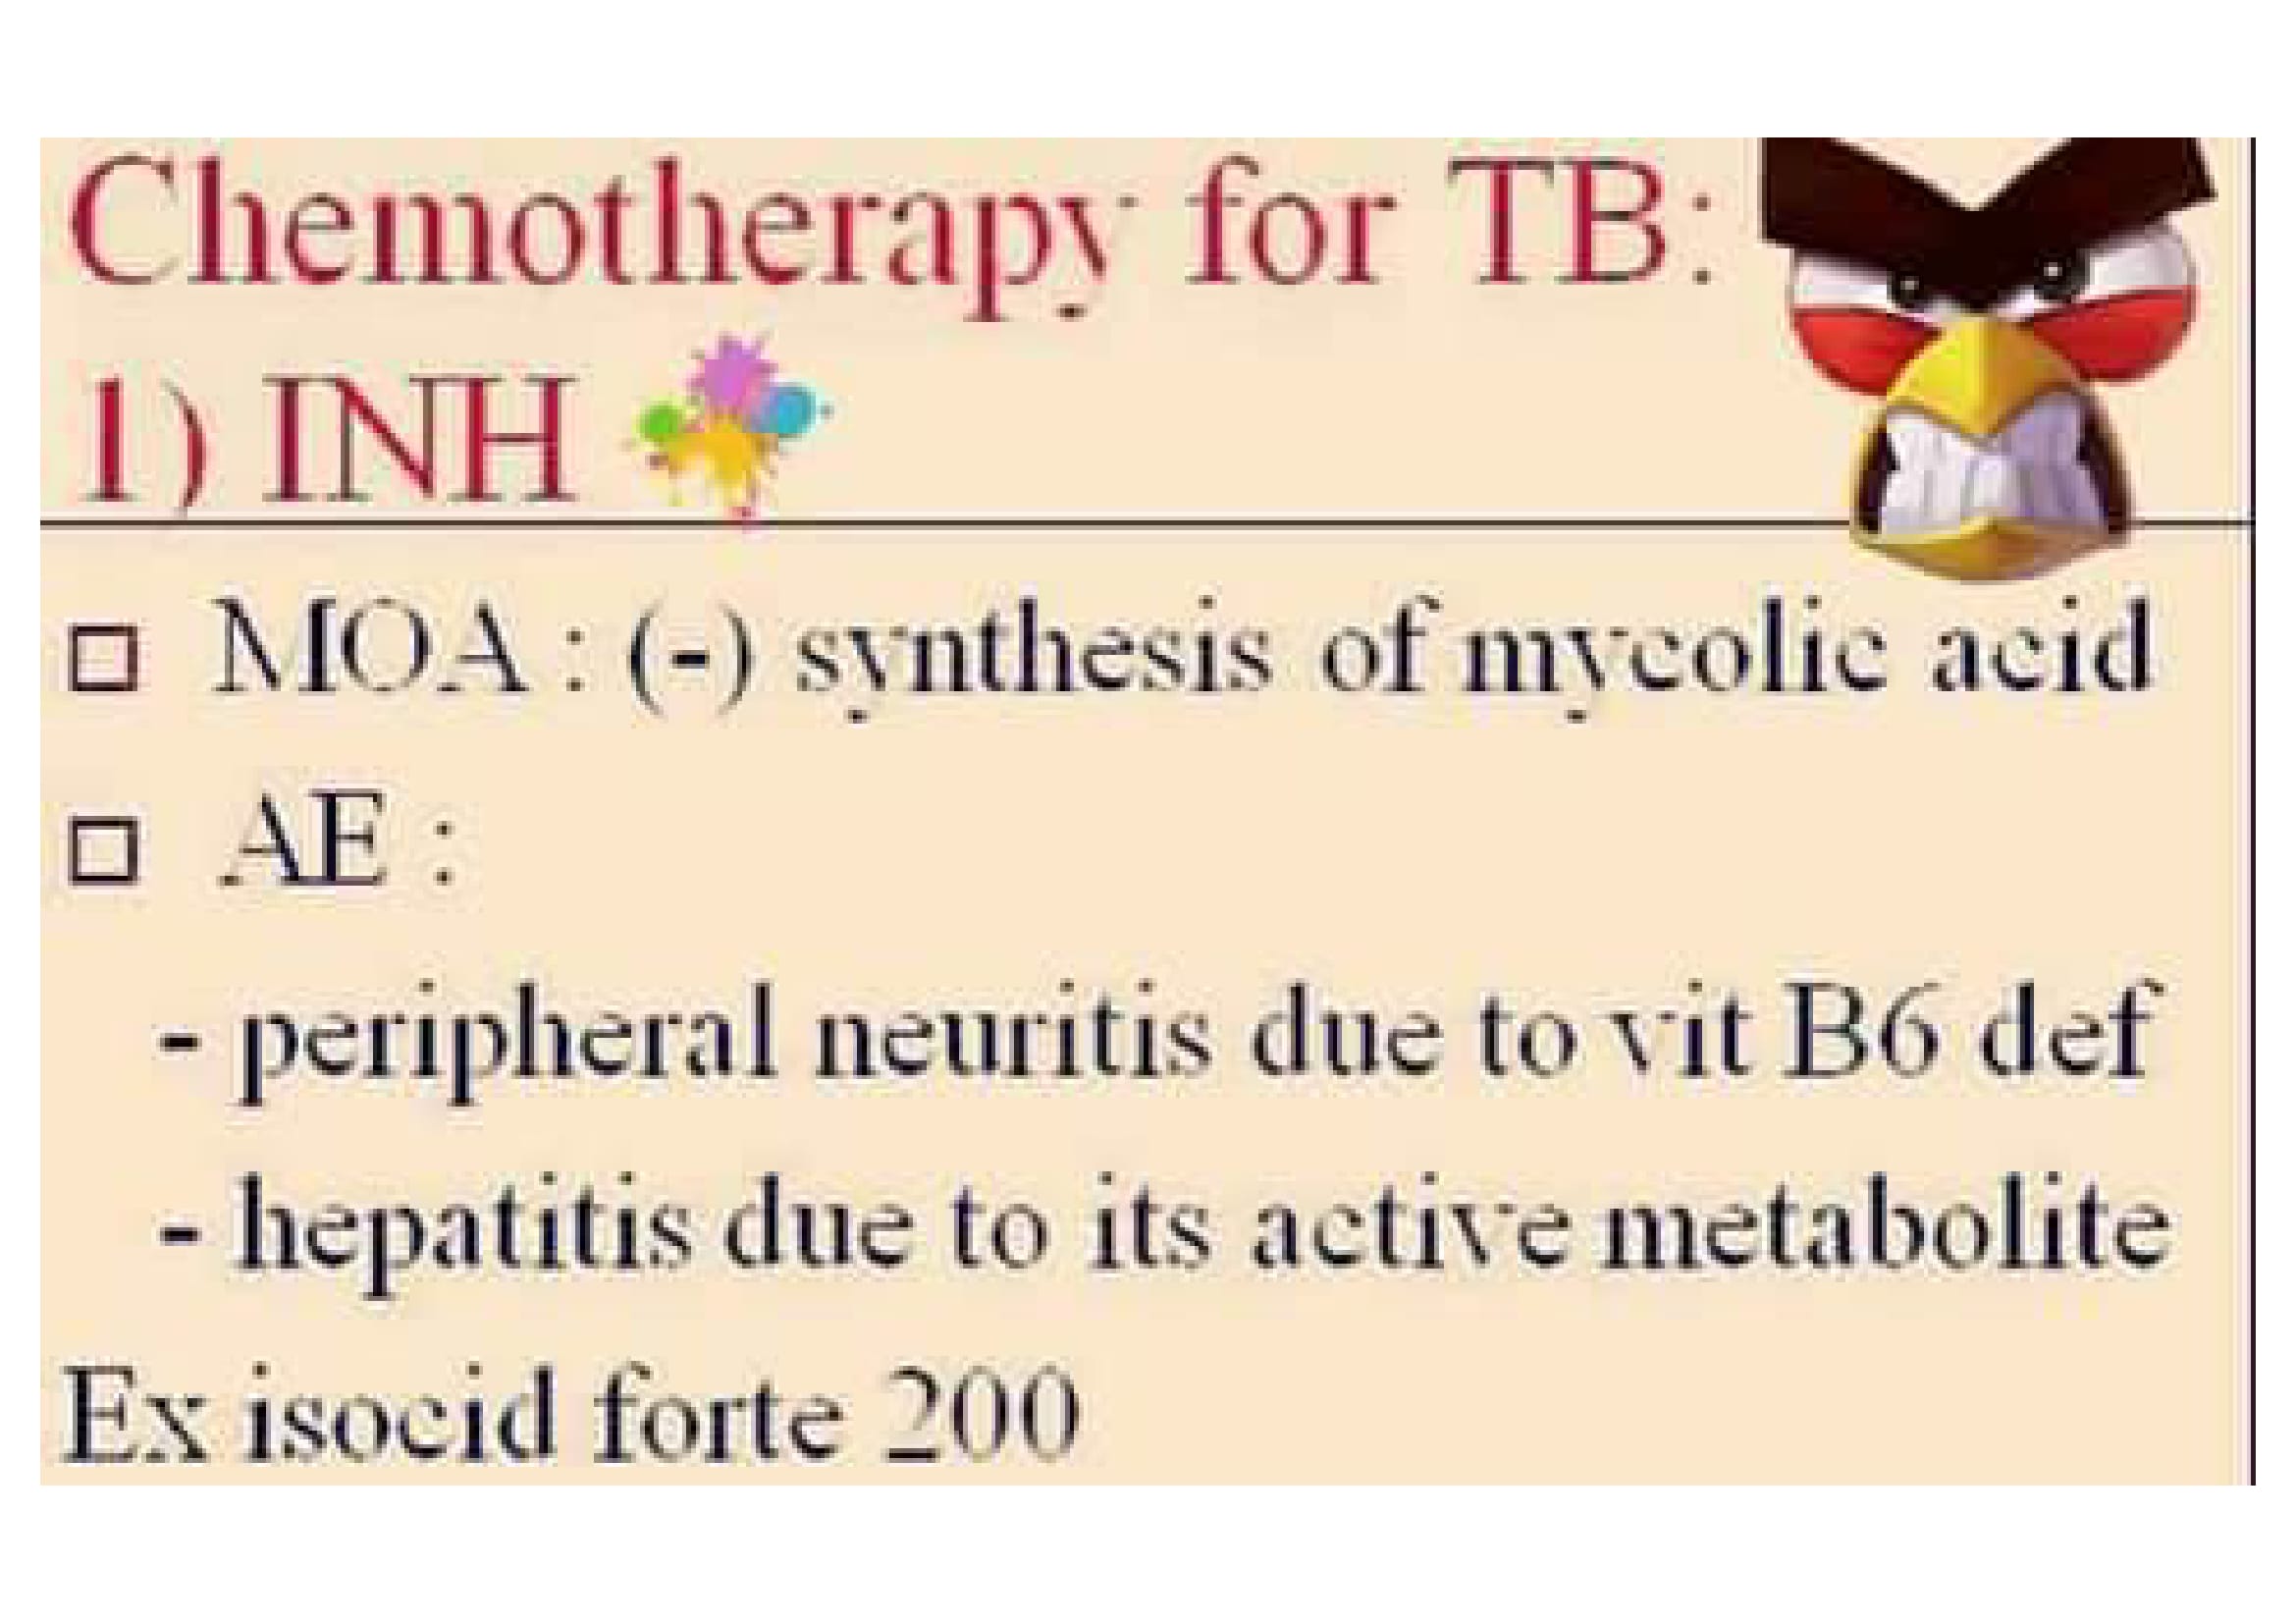 Chemotherapy for TB:
1) INH
MOA : (-) synthesis of mycolic acid
AE :
- peripheral neuritis due to vit B6 def
- hepatitis due to its active metabolite
Ex isocid forte 200